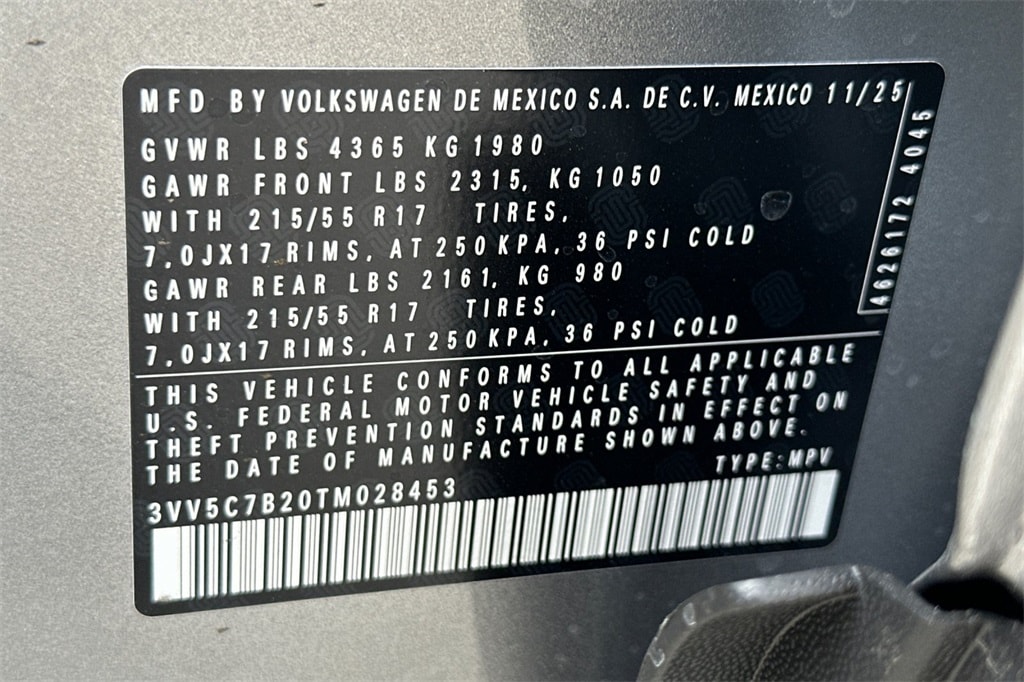 MFD BY VOLKSWAGEN DE MEXICO S.A. DE C.V. MEXICO 11/25
GVWR LBS 4365 KG 1980
GAWR FRONT LBS 2315, KG 1050
WITH 215/55 R17 TIRES,
7,0JX17 RIMS, AT 250 KPA, 36 PSI COLD
GAWR REAR LBS 2161, KG 980
WITH 215/55 R17 TIRES,
7,0JX17 RIMS, AT 250 KPA, 36 PSI COLD
4626172 4045
THIS VEHICLE CONFORMS TO ALL APPLICABLE
U.S. FEDERAL MOTOR VEHICLE SAFETY AND
THEFT PREVENTION STANDARDS IN EFFECT ON
THE DATE OF MANUFACTURE SHOWN ABOVE.
TYPE: MPV
3VV5C7B20TM028453